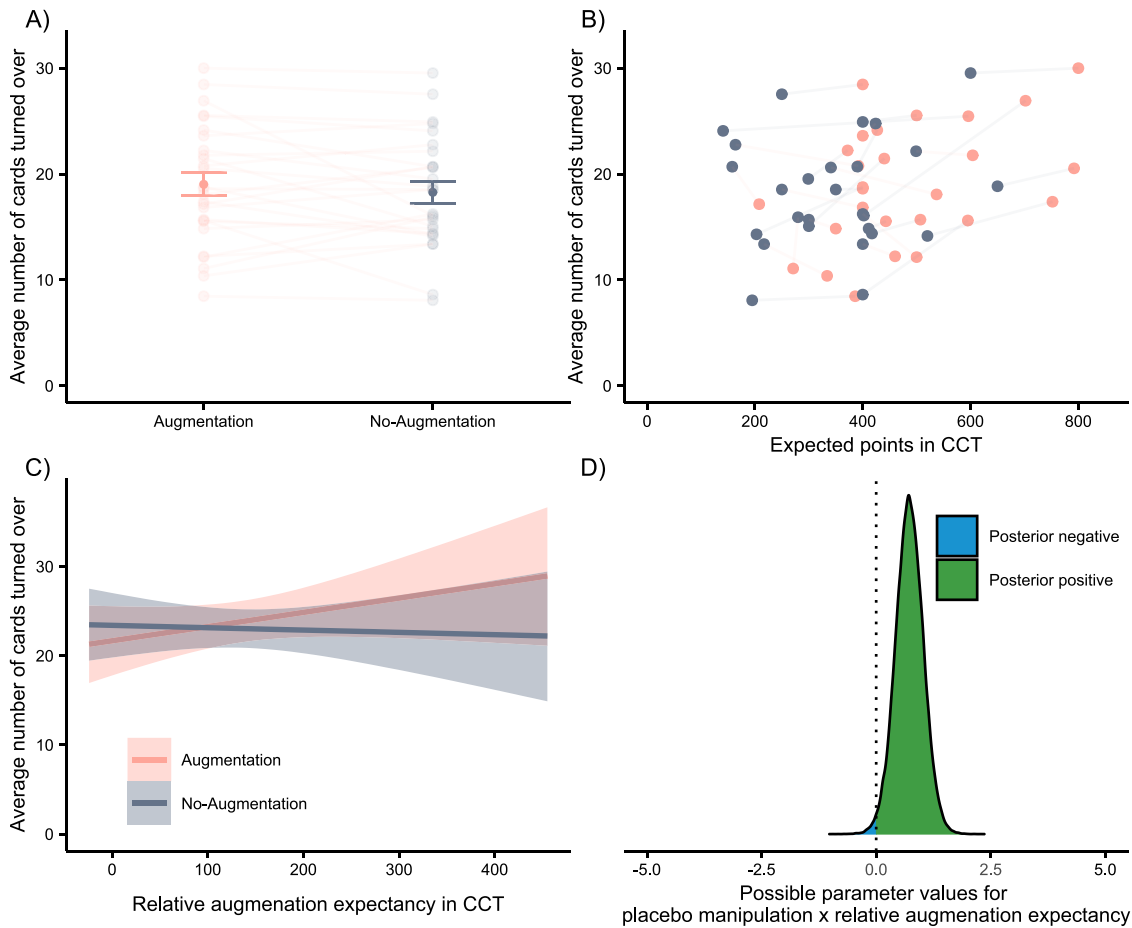 A)
Average number of cards turned over
30
20
10
0
Augmentation
No-Augmentation
B)
Average number of cards turned over
30
20
10
0
0
200
400
600
800
Expected points in CCT
C)
Average number of cards turned over
30
20
10
0
Augmentation
No-Augmentation
0
100
200
300
400
Relative augmenation expectancy in CCT
D)
Posterior negative
Posterior positive
-5.0
-2.5
0.0
2.5
5.0
Possible parameter values for
placebo manipulation x relative augmenation expectancy